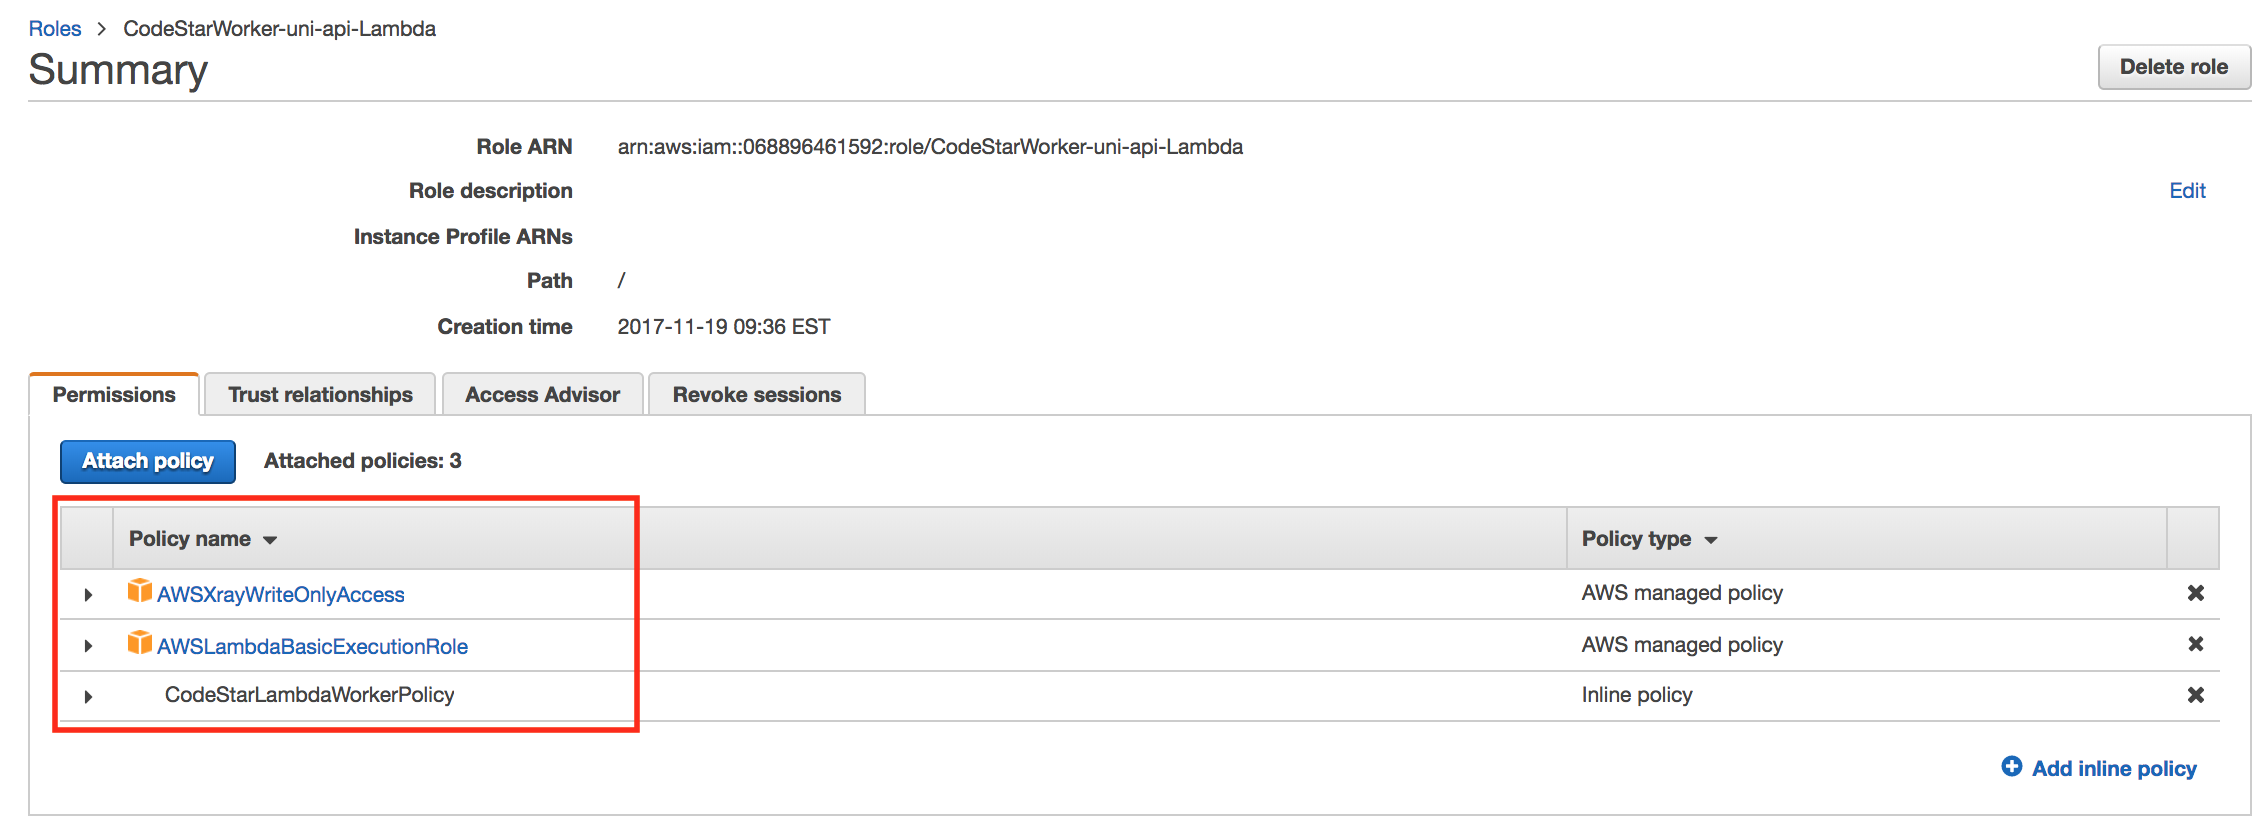 Roles > CodeStarWorker-uni-api-Lambda
Summary
Delete role
Role ARN arn:aws:iam::068896461592:role/CodeStarWorker-uni-api-Lambda
Role description Edit
Instance Profile ARNs
Path /
Creation time 2017-11-19 09:36 EST
Permissions Trust relationships Access Advisor Revoke sessions
Attach policy Attached policies: 3
Policy name Policy type
AWSXrayWriteOnlyAccess AWS managed policy
AWSLambdaBasicExecutionRole AWS managed policy
CodeStarLambdaWorkerPolicy Inline policy
Add inline policy